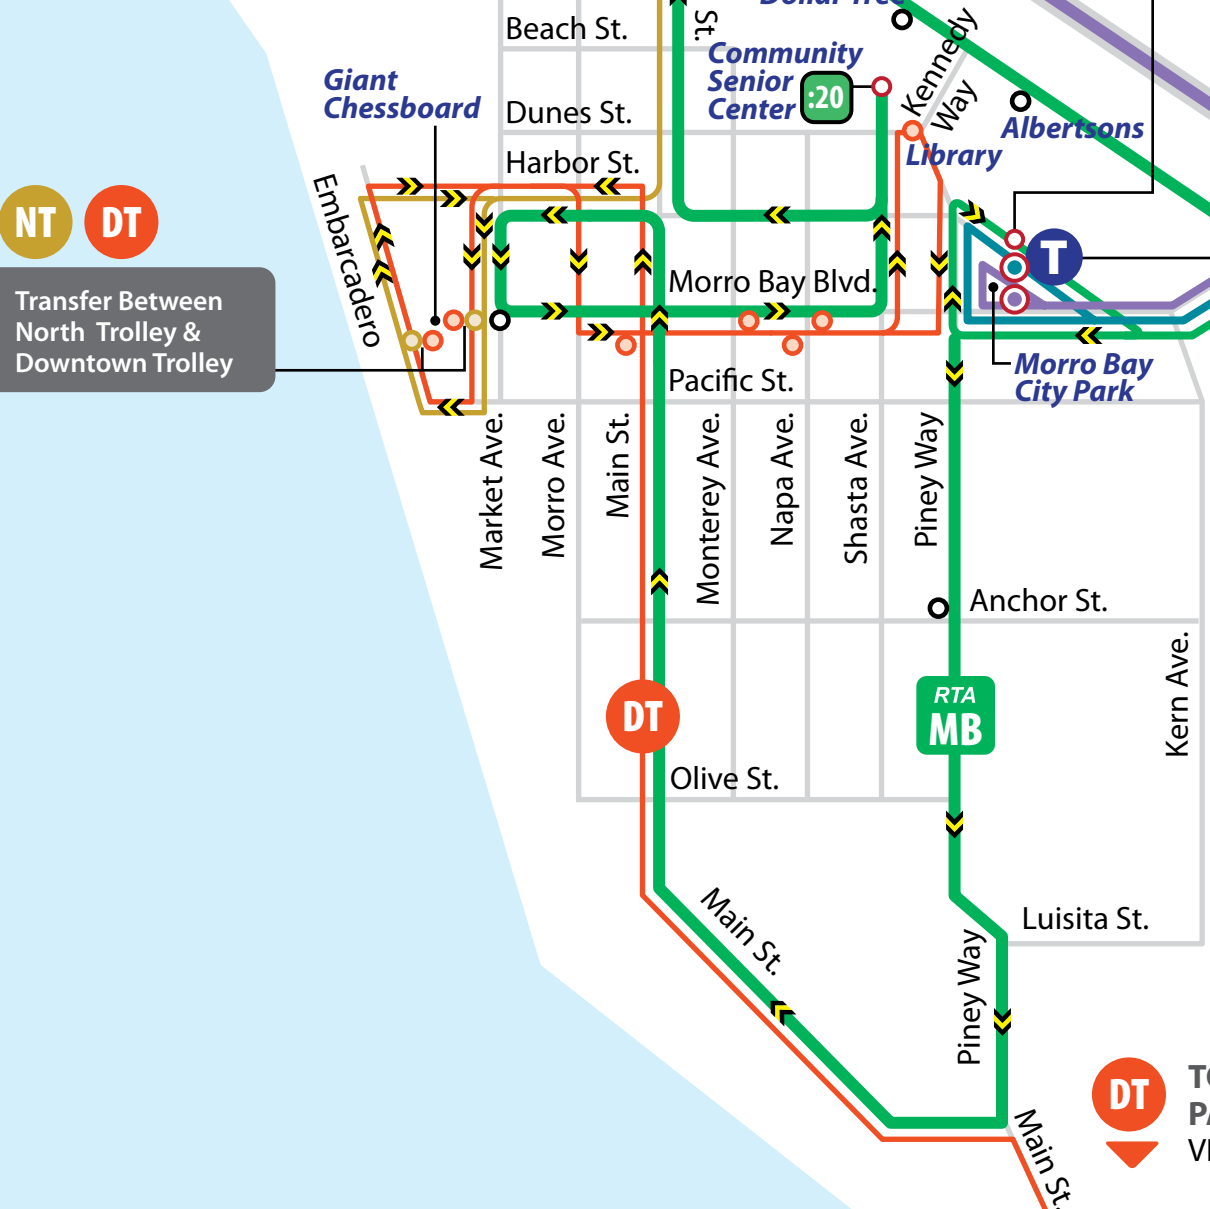 Dollar Tree
Beach St.
St.
Community
Senior
Center
:20
Kennedy
Way
Giant
Chessboard
Dunes St.
Albertsons
Library
Harbor St.
Embarcadero
NT
DT
T
Transfer Between
North Trolley &
Downtown Trolley
Morro Bay Blvd.
Morro Bay
City Park
Pacific St.
Market Ave.
Morro Ave.
Main St.
Monterey Ave.
Napa Ave.
Shasta Ave.
Piney Way
Anchor St.
Kern Ave.
RTA
MB
DT
Olive St.
Main St.
Luisita St.
Piney Way
DT
Main St.